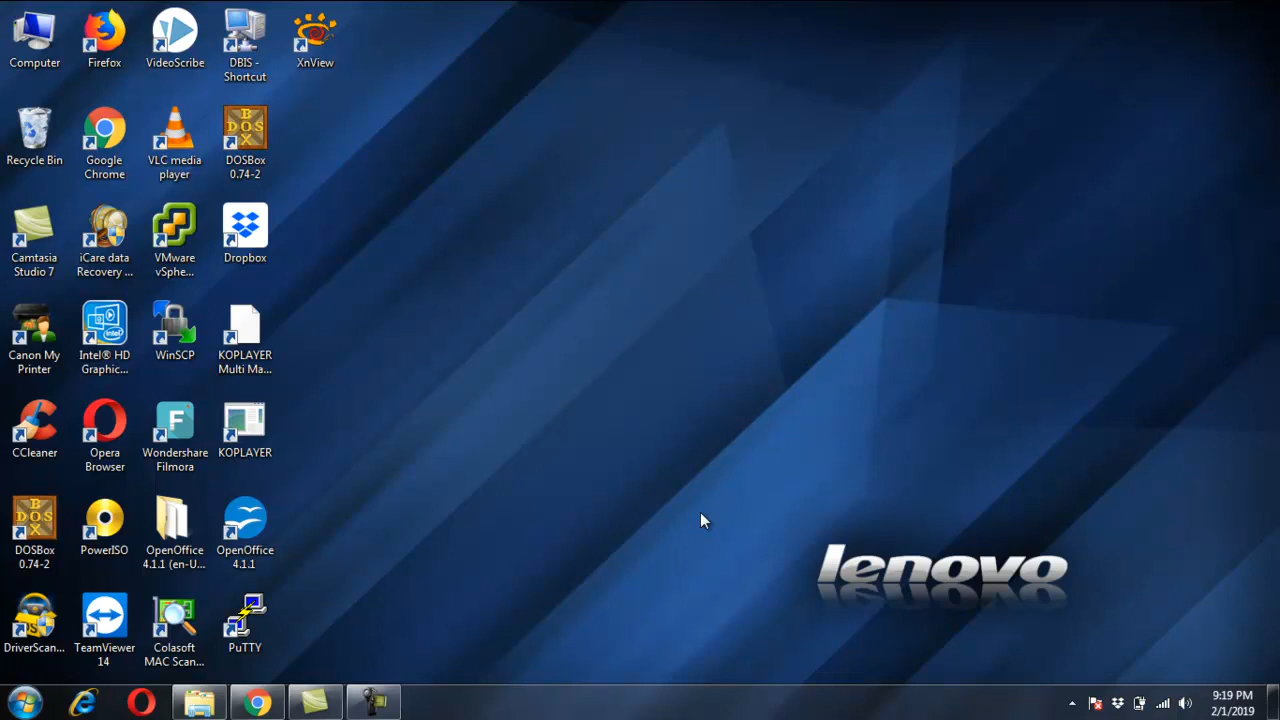 Computer
Firefox
VideoScribe
DBIS -
Shortcut
XnView
Recycle Bin
Google
Chrome
VLC media
player
DOSBox
0.74-2
Camtasia
Studio 7
iCare data
Recovery ...
VMware
vSphe...
Dropbox
Canon My
Printer
Intel® HD
Graphic...
WinSCP
KOPLAYER
Multi Ma...
CCleaner
Opera
Browser
Wondershare
Filmora
KOPLAYER
DOSBox
0.74-2
PowerISO
OpenOffice
4.1.1 (en-U...
OpenOffice
4.1.1
DriverScan...
TeamViewer
14
Colasoft
MAC Scan...
PuTTY
lenovo
9:19 PM
2/1/2019